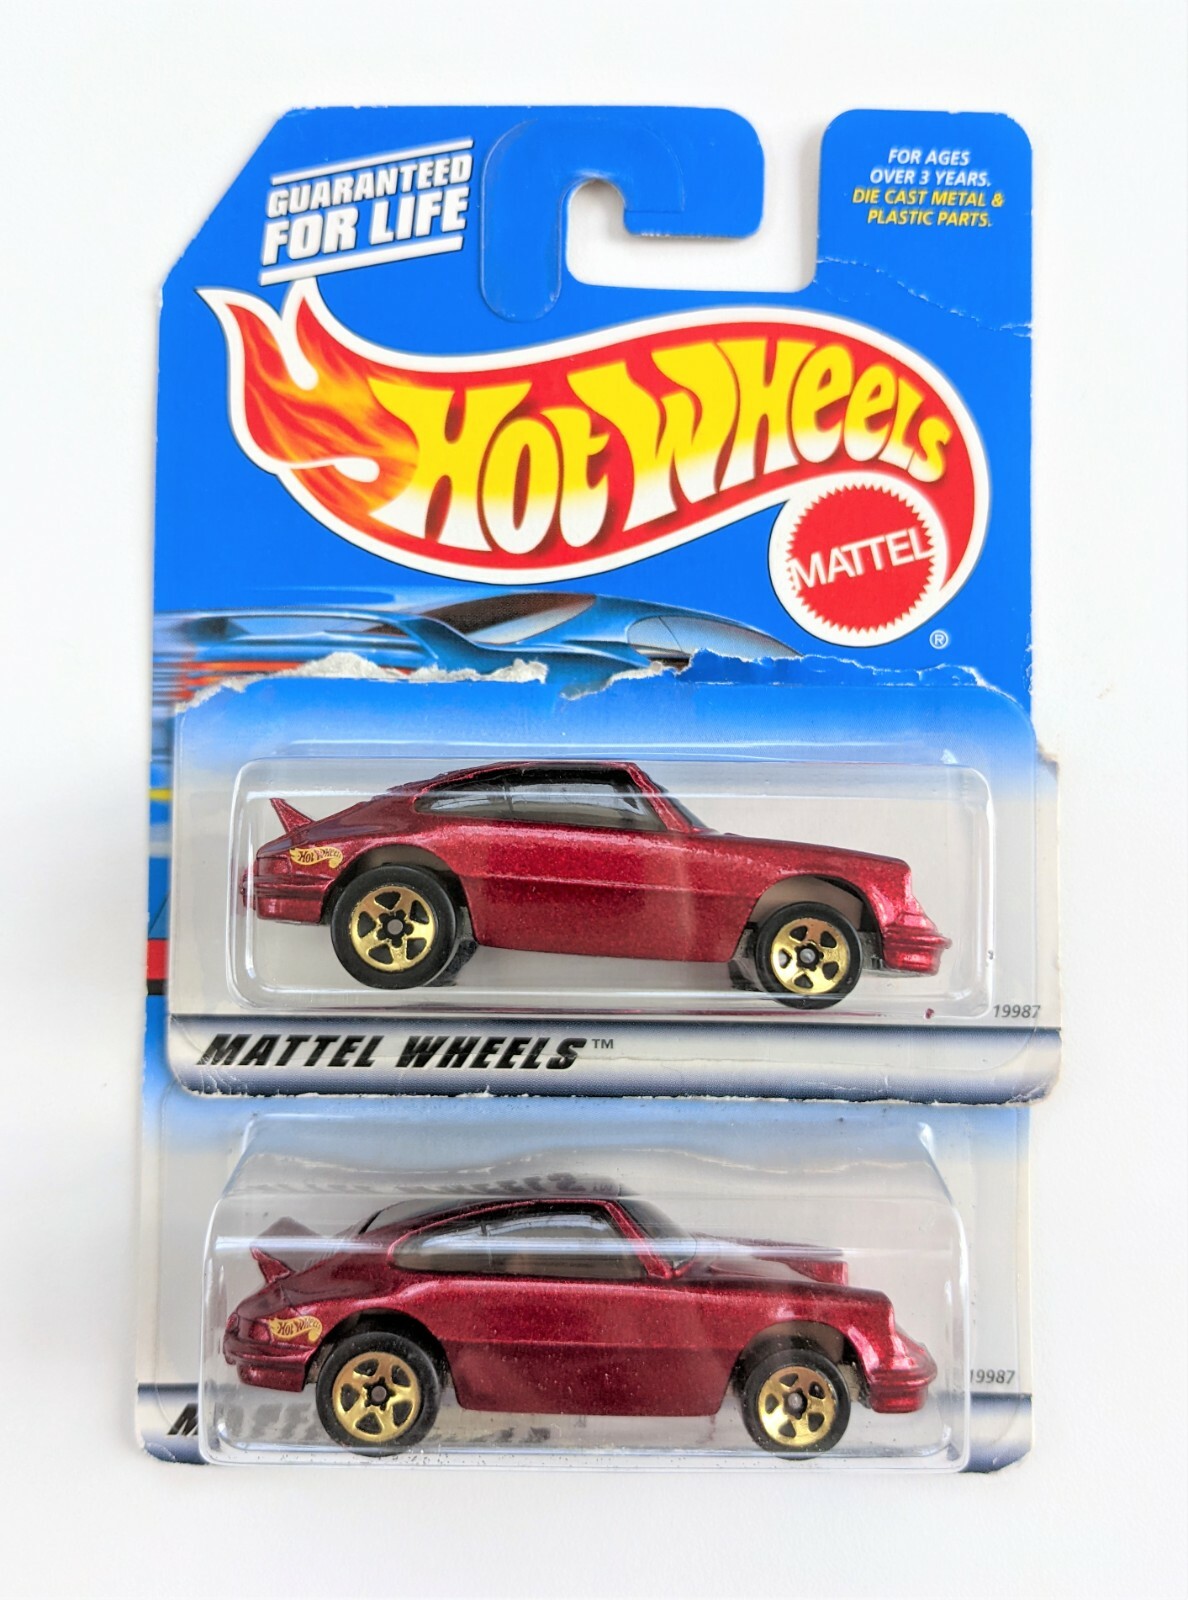 GUARANTEED
FOR LIFE
FOR AGES
OVER 3 YEARS.
DIE CAST METAL &
PLASTIC PARTS.
HOT WHEELS
MATTEL
®
Hot Wheels
19987
MATTEL WHEELS™
Hot Wheels
19987